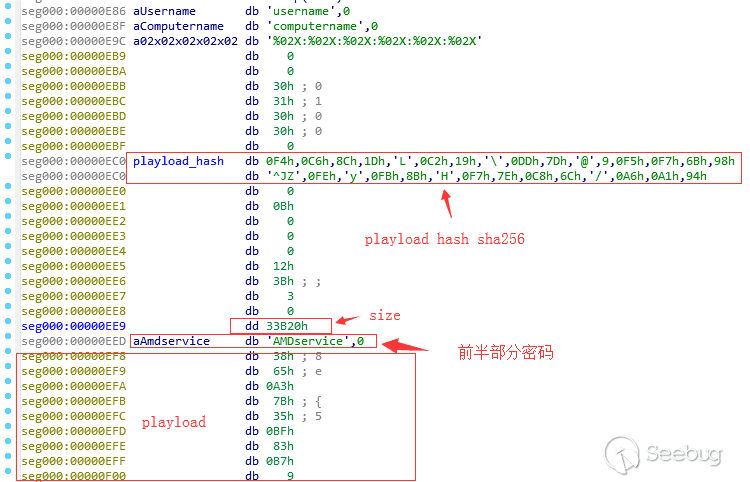 seg000:00000E86 aUsername db 'username',0
seg000:00000E8F aComputername db 'computername',0
seg000:00000E9C a02x02x02x02x02 db '%02X:%02X:%02X:%02X:%02X:%02X'
seg000:00000EB9 db 0
seg000:00000EBA db 0
seg000:00000EBB db 30h ; 0
seg000:00000EBC db 31h ; 1
seg000:00000EBD db 30h ; 0
seg000:00000EBE db 30h ; 0
seg000:00000EBF db 0
seg000:00000EC0 playload_hash db 0F4h,0C6h,8Ch,1Dh,'L',0C2h,19h,'\',0DDh,7Dh,'@',9,0F5h,0F7h,6Bh,98h
seg000:00000EC0 db '^JZ',0FEh,'y',0FBh,8Bh,'H',0F7h,7Eh,0C8h,6Ch,'/',0A6h,0A1h,94h
seg000:00000EE0 db 0
seg000:00000EE1 db 0Bh
seg000:00000EE2 db 0
seg000:00000EE3 db 0
seg000:00000EE4 db 0
seg000:00000EE5 db 12h
seg000:00000EE6 db 3Bh ; ;
seg000:00000EE7 db 3
seg000:00000EE8 db 0
seg000:00000EE9 dd 33B20h
seg000:00000EED aAmdservice db 'AMDservice',0
seg000:00000EF8 db 38h ; 8
seg000:00000EF9 db 65h ; e
seg000:00000EFA db 0A3h
seg000:00000EFB db 7Bh ; {
seg000:00000EFC db 35h ; 5
seg000:00000EFD db 0BFh
seg000:00000EFE db 83h
seg000:00000EFF db 0B7h
seg000:00000F00 db 9
playload hash sha256
size
前半部分密码
playload
Seebug